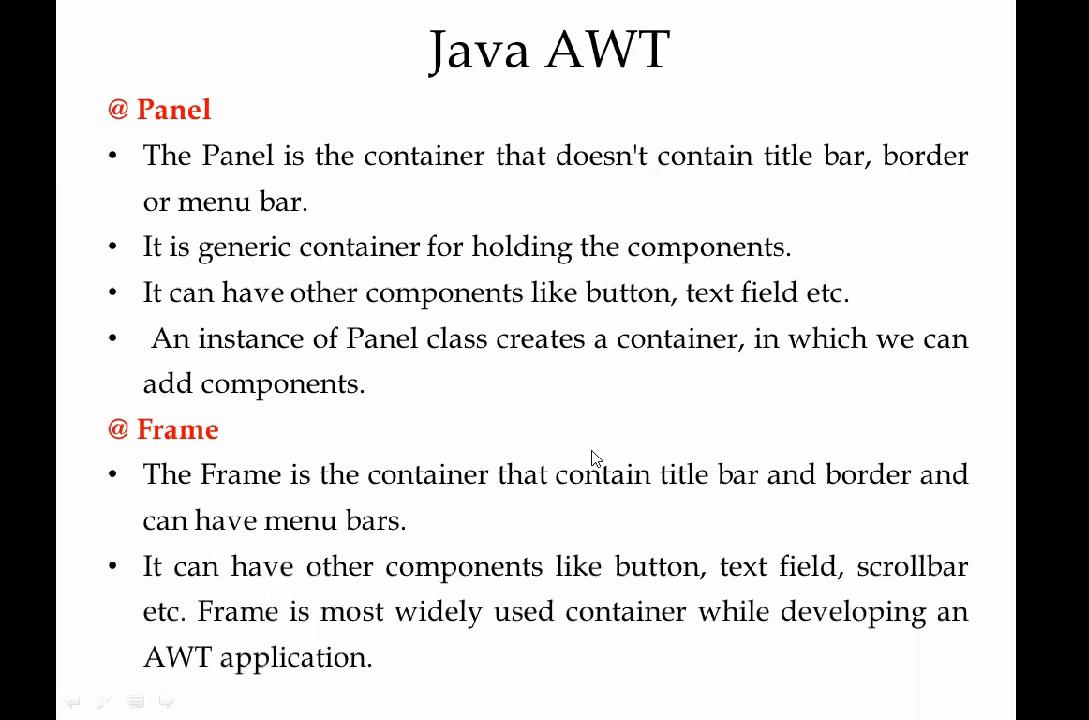 Java AWT
@ Panel
• The Panel is the container that doesn't contain title bar, border
or menu bar.
• It is generic container for holding the components.
• It can have other components like button, text field etc.
• An instance of Panel class creates a container, in which we can
add components.
@ Frame
• The Frame is the container that contain title bar and border and
can have menu bars.
• It can have other components like button, text field, scrollbar
etc. Frame is most widely used container while developing an
AWT application.